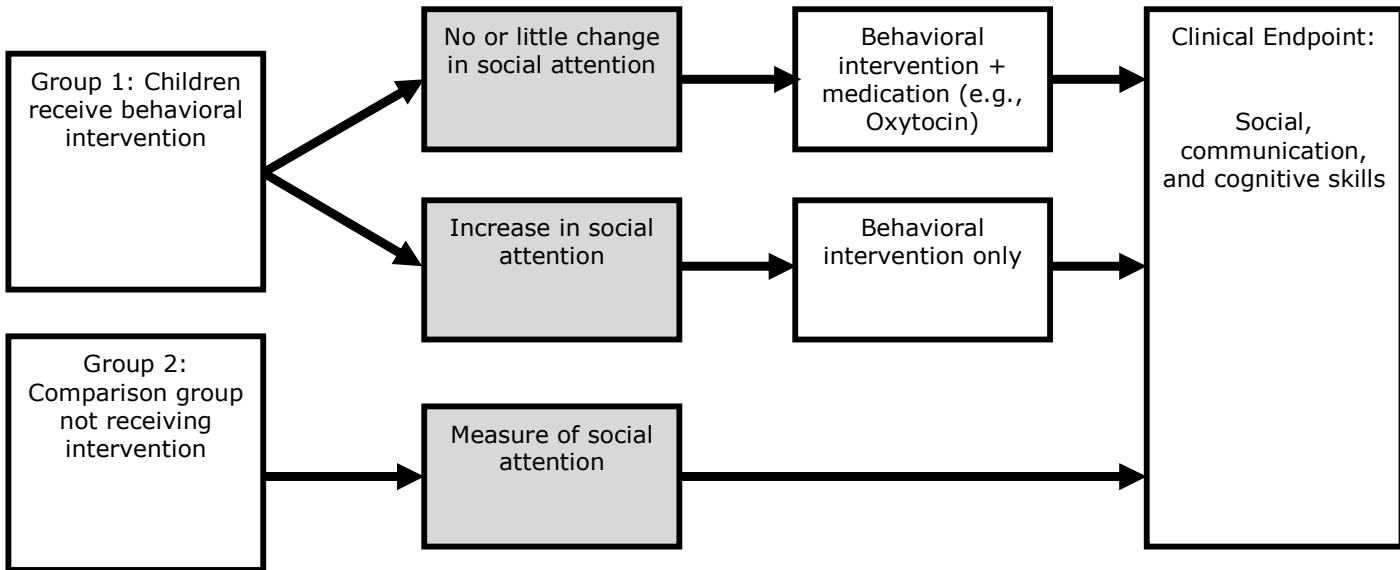 Group 1: Children
receive behavioral
intervention
No or little change
in social attention
Behavioral
intervention +
medication (e.g.,
Oxytocin)
Increase in social
attention
Behavioral
intervention only
Group 2:
Comparison group
not receiving
intervention
Measure of social
attention
Clinical Endpoint:
Social,
communication,
and cognitive skills